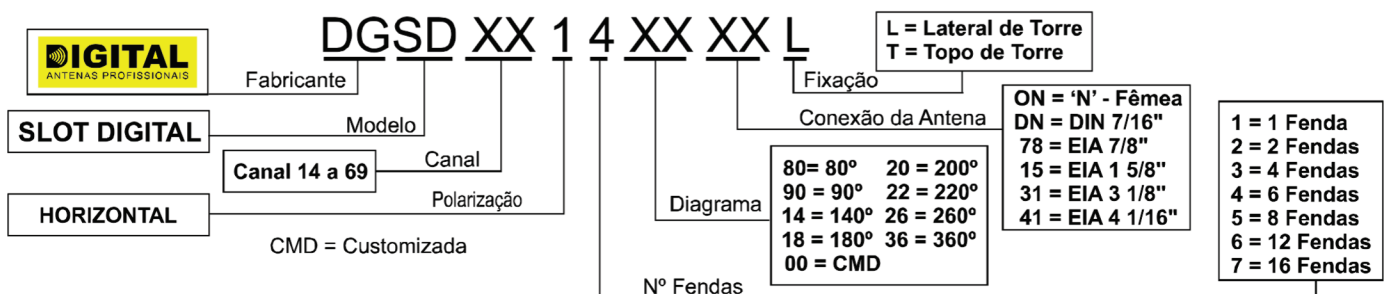 DGSD XX 1 4 XX XX L
L = Lateral de Torre
T = Topo de Torre
DIGITAL
ANTENAS PROFISSIONAIS
Fabricante
Fixação
SLOT DIGITAL
Modelo
Conexão da Antena
ON = 'N' - Fêmea
DN = DIN 7/16"
78 = EIA 7/8"
15 = EIA 1 5/8"
31 = EIA 3 1/8"
41 = EIA 4 1/16"
Canal 14 a 69
Canal
HORIZONTAL
Polarização
CMD = Customizada
Diagrama
80= 80º 20 = 200º
90 = 90º 22 = 220º
14 = 140º 26 = 260º
18 = 180º 36 = 360º
00 = CMD
Nº Fendas
1 = 1 Fenda
2 = 2 Fendas
3 = 4 Fendas
4 = 6 Fendas
5 = 8 Fendas
6 = 12 Fendas
7 = 16 Fendas